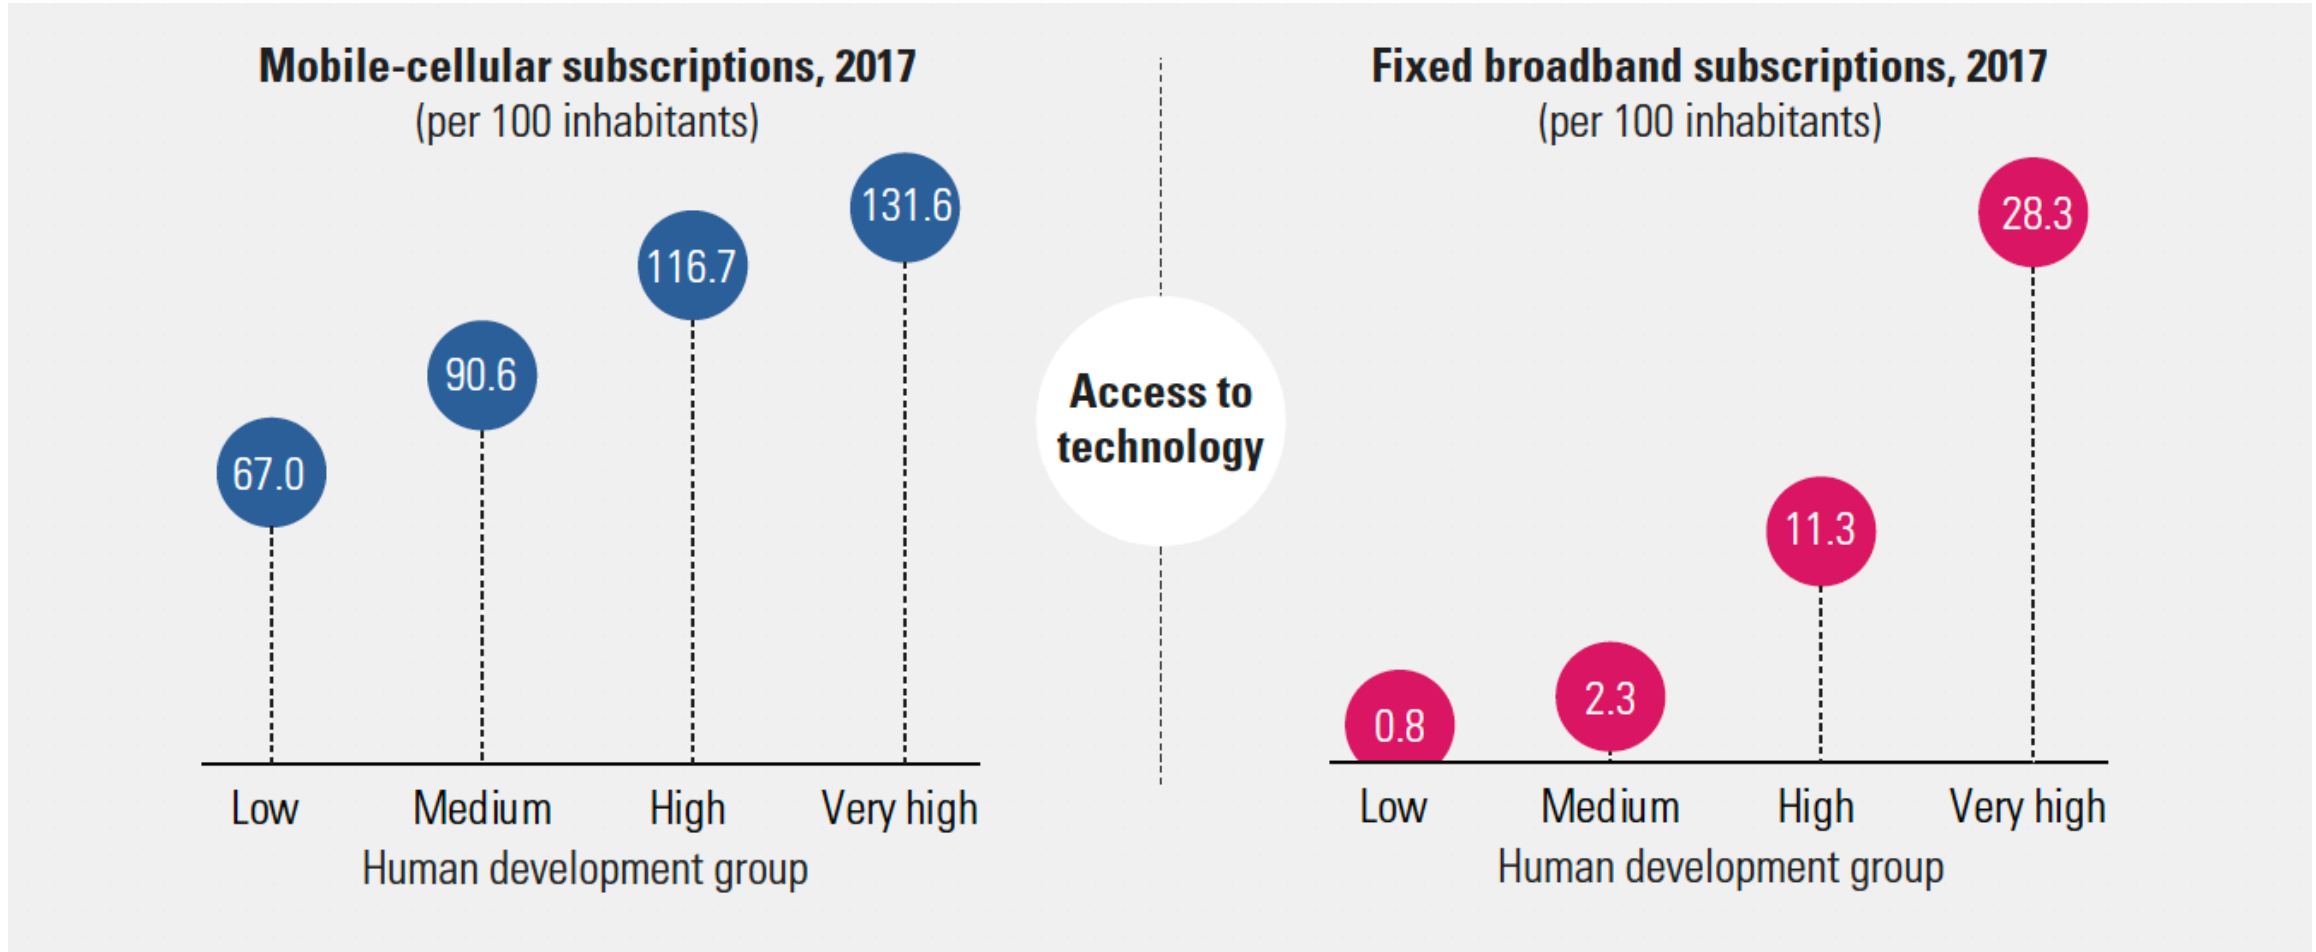 Mobile-cellular subscriptions, 2017
(per 100 inhabitants)
67.0
90.6
116.7
131.6
Low
Medium
High
Very high
Human development group
Access to
technology
Fixed broadband subscriptions, 2017
(per 100 inhabitants)
0.8
2.3
11.3
28.3
Low
Medium
High
Very high
Human development group